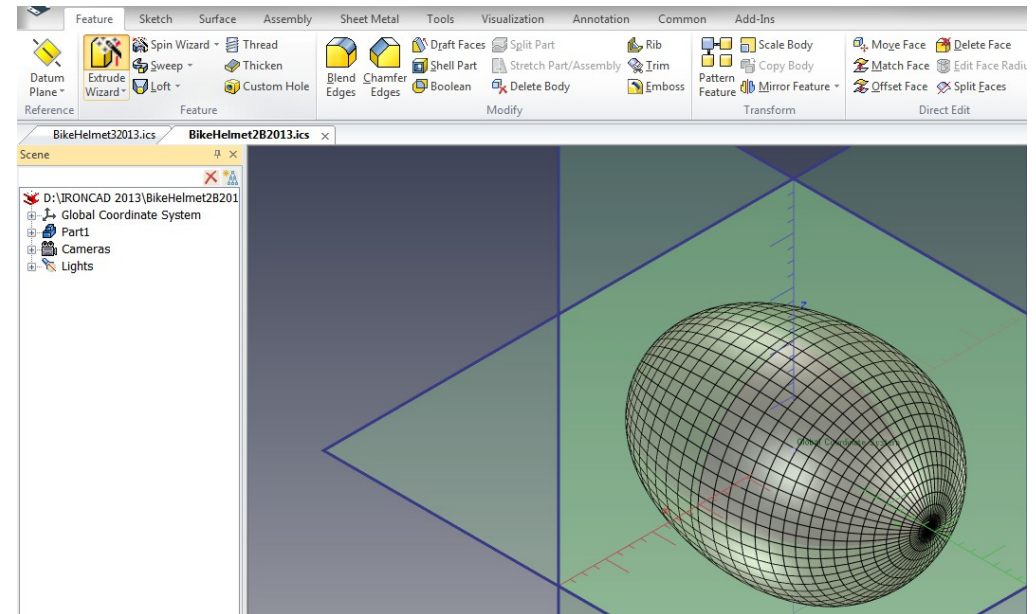 Feature Sketch Surface Assembly Sheet Metal Tools Visualization Annotation Common Add-Ins
Datum Plane
Extrude Wizard
Spin Wizard
Sweep
Loft
Thread
Thicken
Custom Hole
Blend Edges
Chamfer Edges
Draft Faces
Shell Part
Boolean
Split Part
Stretch Part/Assembly
Delete Body
Rib
Trim
Emboss
Pattern Feature
Scale Body
Copy Body
Mirror Feature
Move Face
Match Face
Offset Face
Delete Face
Edit Face Radiu
Split Faces
Reference Feature Modify Transform Direct Edit
BikeHelmet32013.ics BikeHelmet2B2013.ics
Scene
D:\IRONCAD 2013\BikeHelmet2B201
Global Coordinate System
Part1
Cameras
Lights
Z
Global Coordinate System